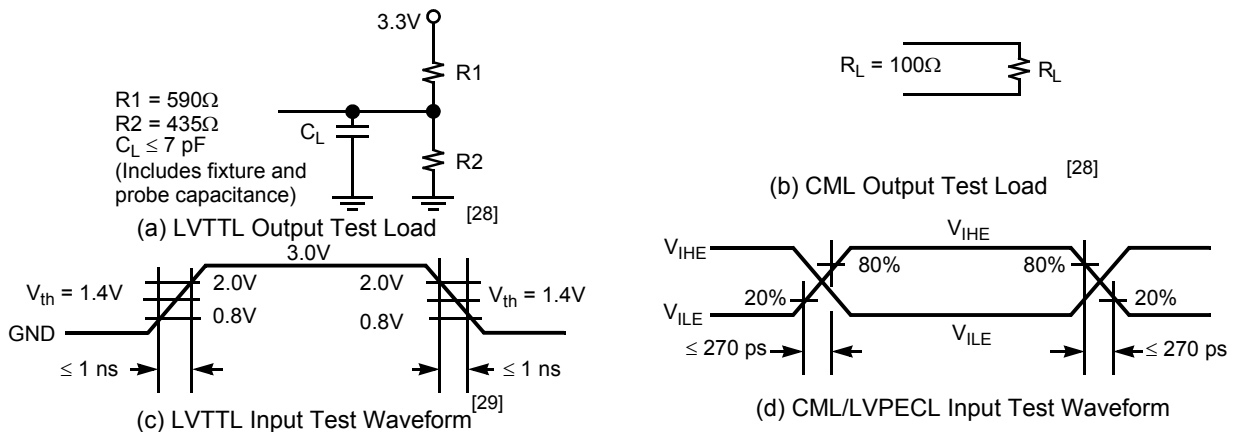 3.3V
R1
R1 = 590Ω
R2 = 435Ω
C_L ≤ 7 pF
(Includes fixture and
probe capacitance)
C_L
R2
(a) LVTTL Output Test Load [28]
R_L = 100Ω
R_L
(b) CML Output Test Load [28]
3.0V
V_th = 1.4V
2.0V
0.8V
2.0V
0.8V
V_th = 1.4V
GND
≤ 1 ns
≤ 1 ns
(c) LVTTL Input Test Waveform [29]
V_IHE
V_IHE
80%
80%
20%
20%
V_ILE
V_ILE
≤ 270 ps
≤ 270 ps
(d) CML/LVPECL Input Test Waveform